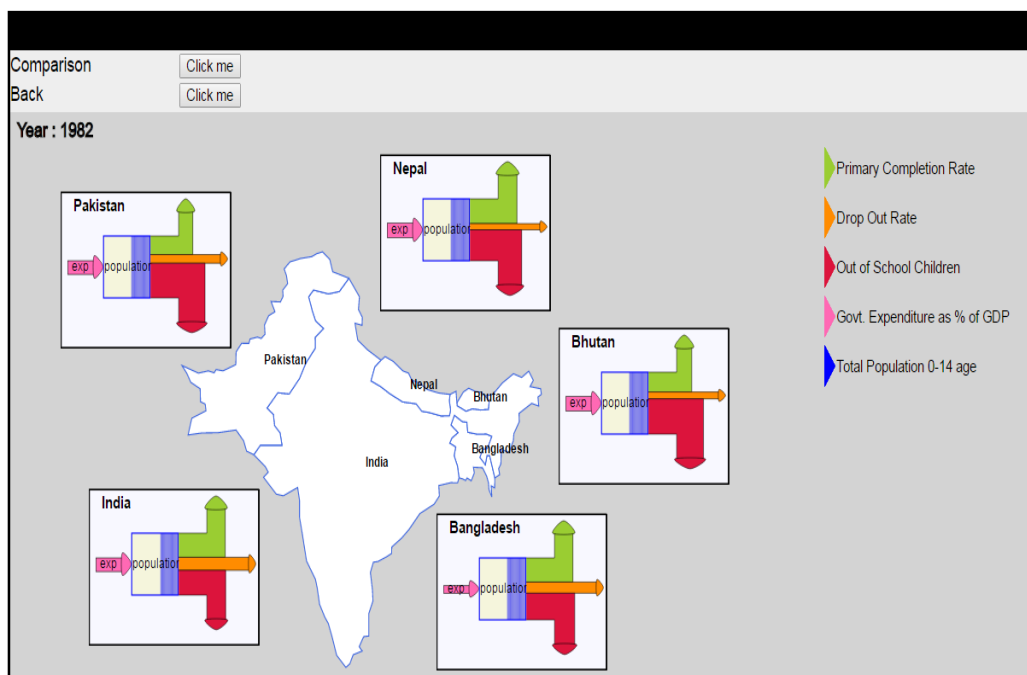 Comparison Click me
Back Click me
Year : 1982
Nepal
exp population
Pakistan
exp population
Primary Completion Rate
Drop Out Rate
Out of School Children
Govt. Expenditure as % of GDP
Total Population 0-14 age
Bhutan
exp population
Pakistan
Nepal
Bhutan
Bangladesh
India
India
exp population
Bangladesh
exp population